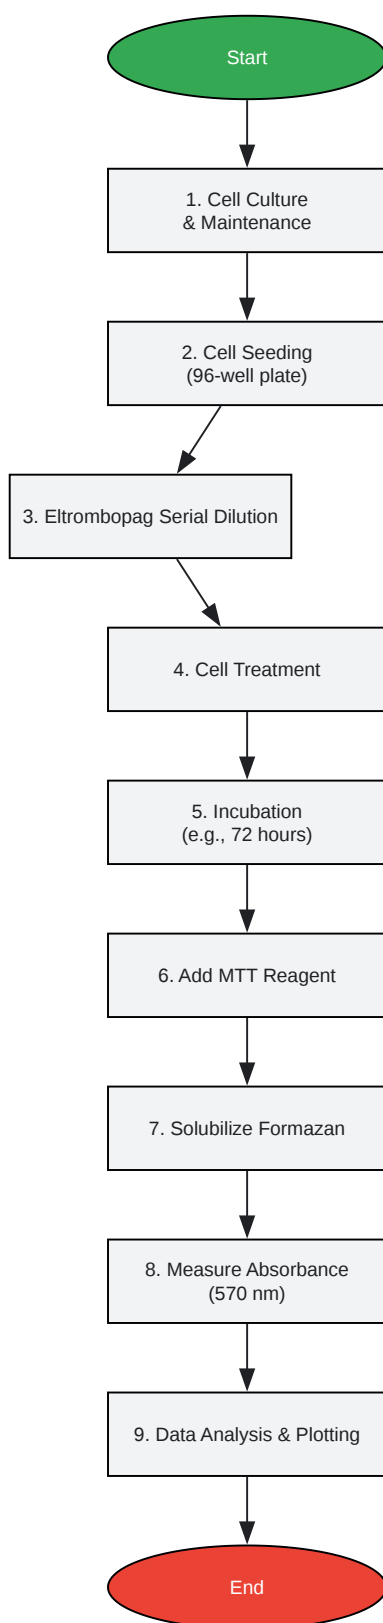 Start
1. Cell Culture
& Maintenance
2. Cell Seeding
(96-well plate)
3. Eltrombopag Serial Dilution
4. Cell Treatment
5. Incubation
(e.g., 72 hours)
6. Add MTT Reagent
7. Solubilize Formazan
8. Measure Absorbance
(570 nm)
9. Data Analysis & Plotting
End